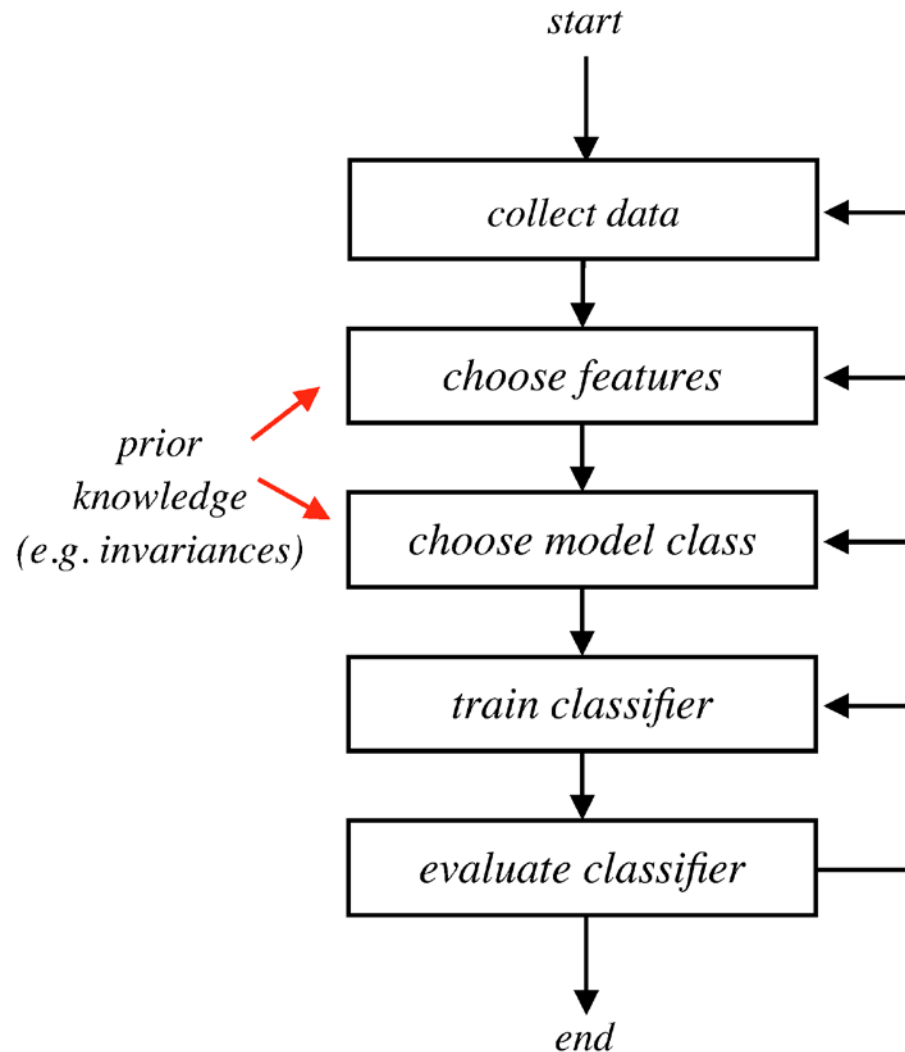 start
collect data
choose features
prior
knowledge
(e.g. invariances)
choose model class
train classifier
evaluate classifier
end